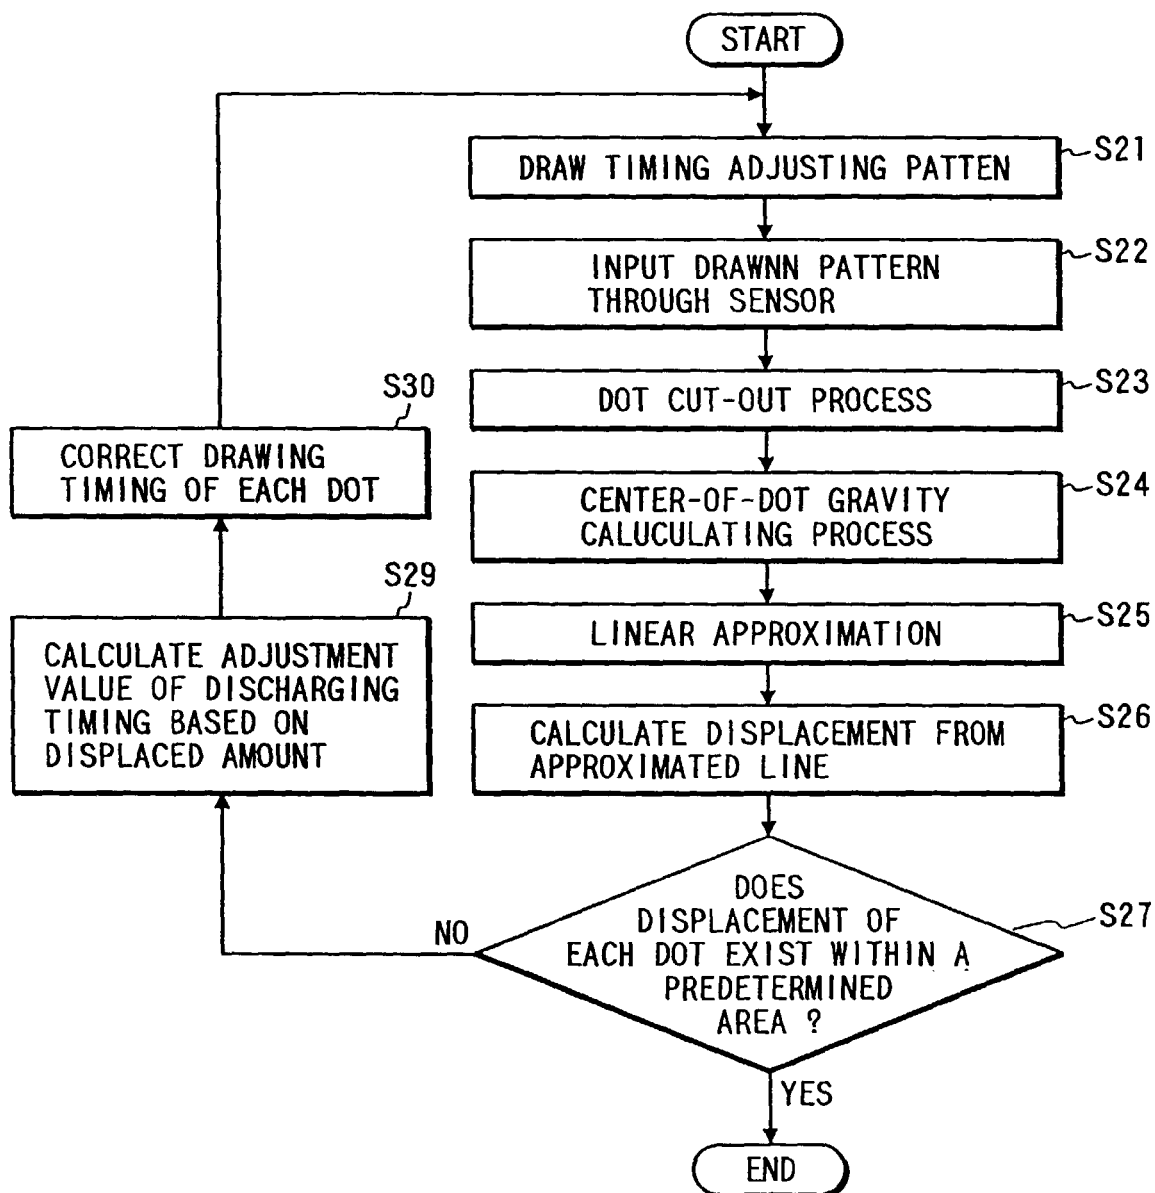 START
DRAW TIMING ADJUSTING PATTEN
S21
INPUT DRAWNN PATTERN
THROUGH SENSOR
S22
DOT CUT-OUT PROCESS
S23
CENTER-OF-DOT GRAVITY
CALUCULATING PROCESS
S24
LINEAR APPROXIMATION
S25
CALCULATE DISPLACEMENT FROM
APPROXIMATED LINE
S26
DOES
DISPLACEMENT OF
EACH DOT EXIST WITHIN A
PREDETERMINED
AREA ?
S27
NO
S29
CALCULATE ADJUSTMENT
VALUE OF DISCHARGING
TIMING BASED ON
DISPLACED AMOUNT
S30
CORRECT DRAWING
TIMING OF EACH DOT
YES
END